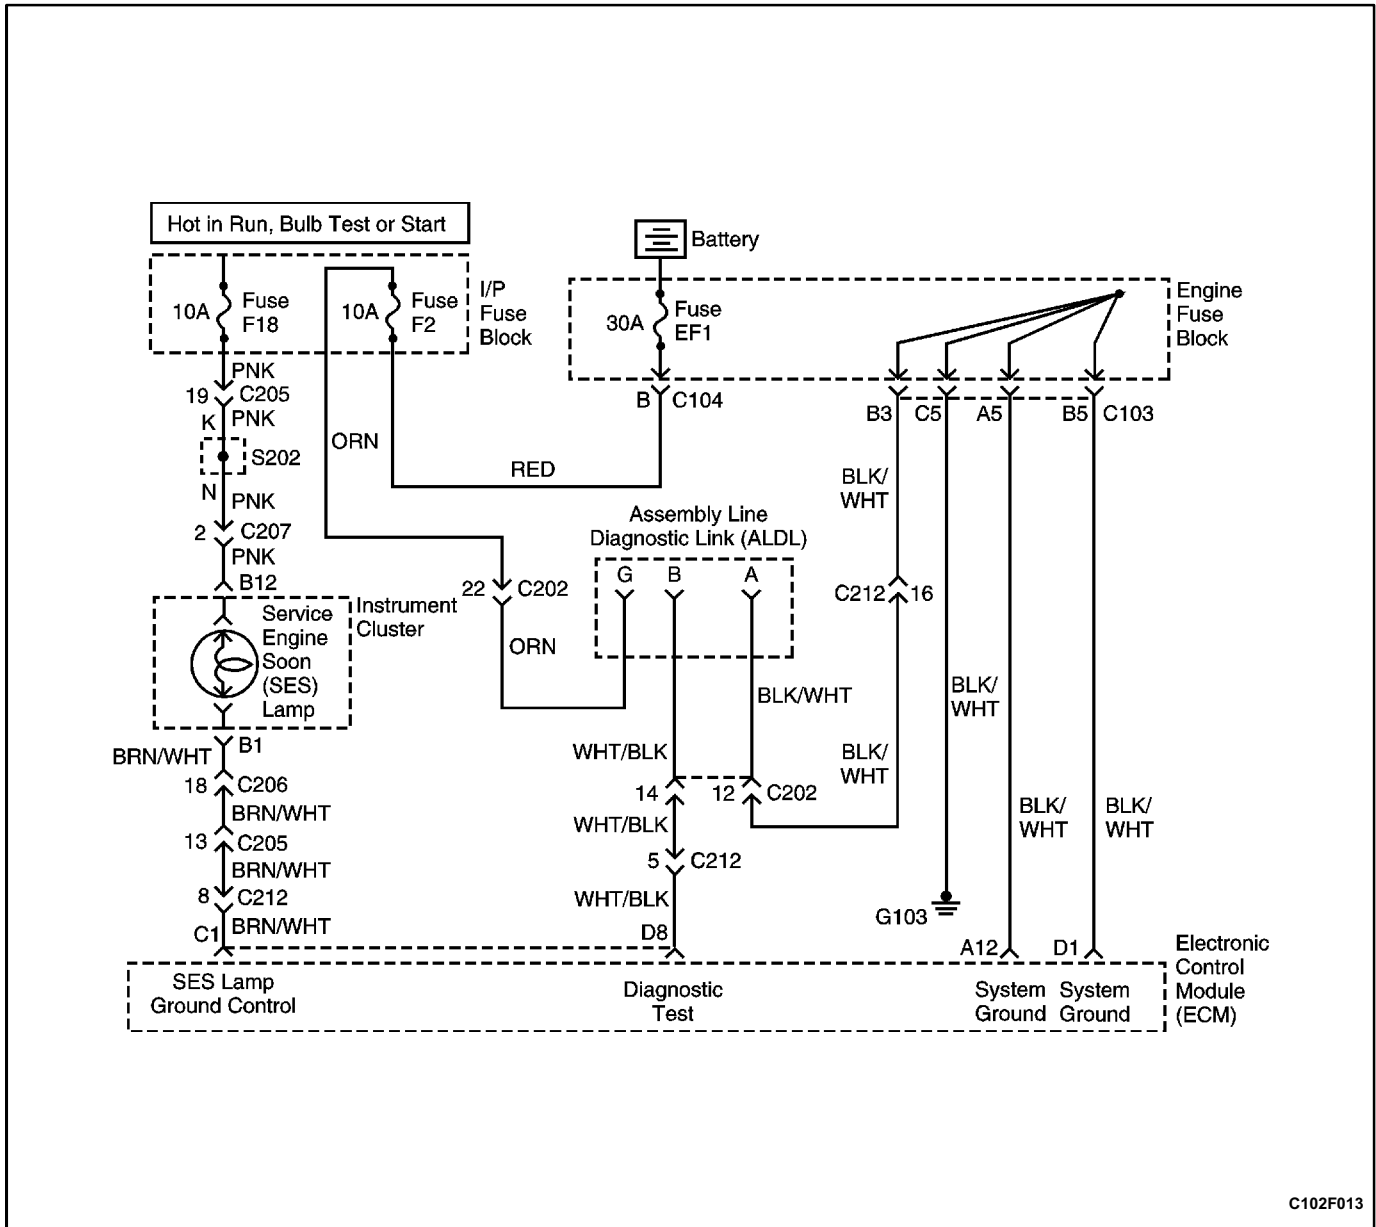 Hot in Run, Bulb Test or Start
Battery
10A
Fuse
F18
10A
Fuse
F2
I/P
Fuse
Block
30A
Fuse
EF1
Engine
Fuse
Block
PNK
19 C205
K PNK
S202
N
PNK
2 C207
PNK
B12
ORN
RED
B C104
B3 C5 A5 B5 C103
BLK/
WHT
Assembly Line
Diagnostic Link (ALDL)
G B A
22 C202
C212 16
ORN
Service
Engine
Soon
(SES)
Lamp
Instrument
Cluster
BLK/WHT
BLK/
WHT
B1
BRN/WHT
18 C206
BRN/WHT
13 C205
BRN/WHT
8 C212
BRN/WHT
C1
WHT/BLK
14 12 C202
WHT/BLK
5 C212
WHT/BLK
D8
BLK/
WHT
BLK/
WHT
BLK/
WHT
G103
A12 D1
Electronic
Control
Module
(ECM)
SES Lamp
Ground Control
Diagnostic
Test
System
Ground
System
Ground
C102F013